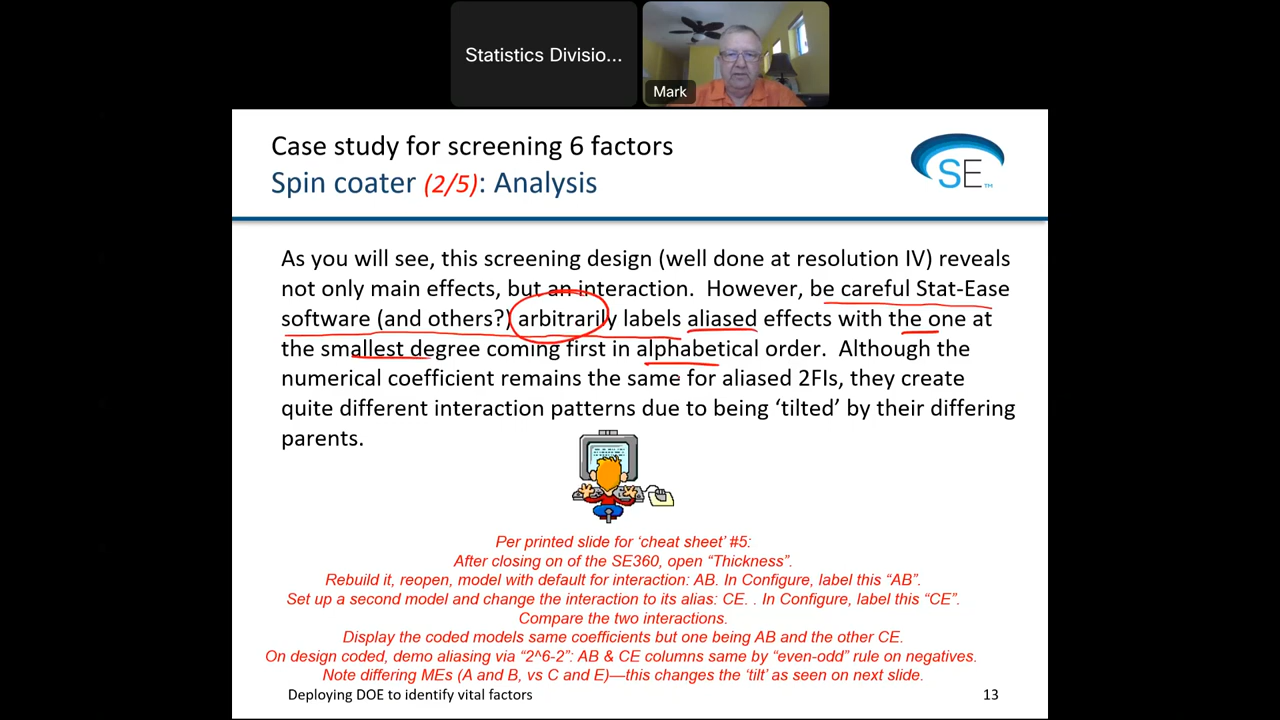 Statistics Divisio...
Mark
Case study for screening 6 factors
SE™
Spin coater (2/5): Analysis
As you will see, this screening design (well done at resolution IV) reveals
not only main effects, but an interaction. However, be careful Stat-Ease
software (and others?) arbitrarily labels aliased effects with the one at
the smallest degree coming first in alphabetical order. Although the
numerical coefficient remains the same for aliased 2FIs, they create
quite different interaction patterns due to being ‘tilted’ by their differing
parents.
Per printed slide for ‘cheat sheet’ #5:
After closing on of the SE360, open “Thickness”.
Rebuild it, reopen, model with default for interaction: AB. In Configure, label this “AB”.
Set up a second model and change the interaction to its alias: CE. . In Configure, label this “CE”.
Compare the two interactions.
Display the coded models same coefficients but one being AB and the other CE.
On design coded, demo aliasing via “2^6-2”: AB & CE columns same by “even-odd” rule on negatives.
Note differing MEs (A and B, vs C and E)—this changes the ‘tilt’ as seen on next slide.
Deploying DOE to identify vital factors
13